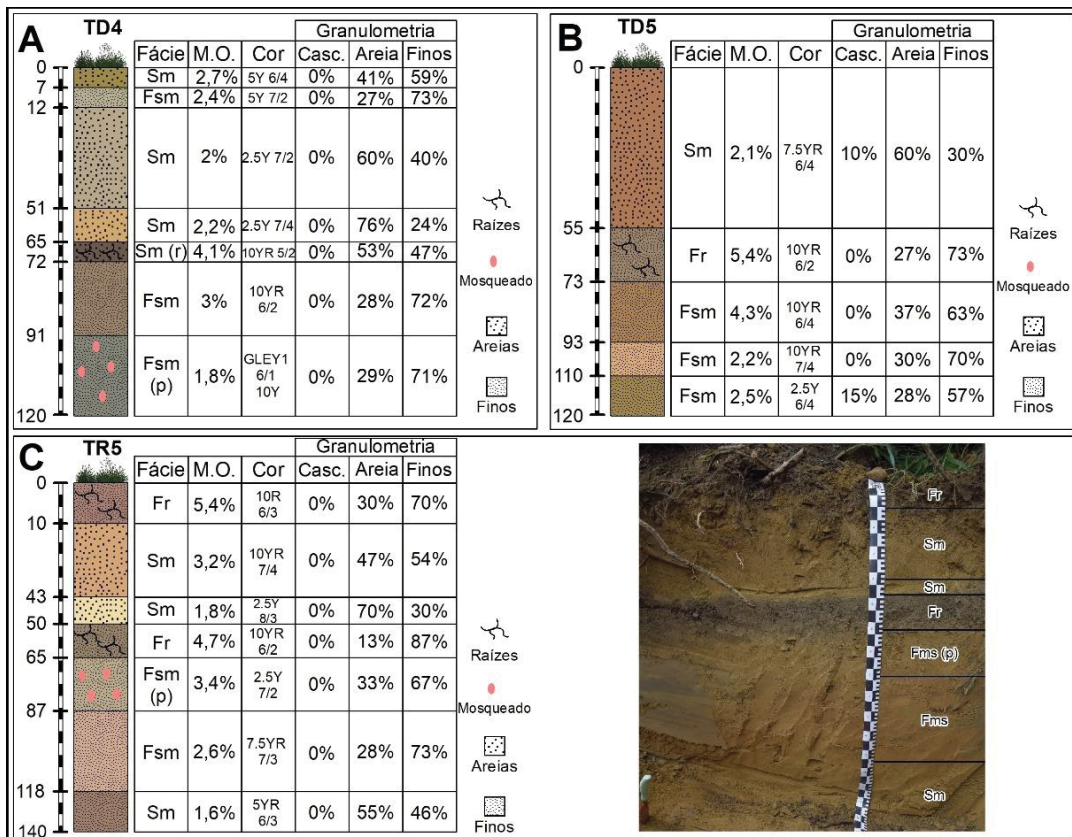 A
TD4
Granulometria
Fácie M.O. Cor Casc. Areia Finos
0
Sm 2,7% 5Y 6/4 0% 41% 59%
7
Fsm 2,4% 5Y 7/2 0% 27% 73%
12
Sm 2% 2.5Y 7/2 0% 60% 40%
51
Sm 2,2% 2.5Y 7/4 0% 76% 24%
65
Sm (r) 4,1% 10YR 5/2 0% 53% 47%
72
Fsm 3% 10YR 6/2 0% 28% 72%
91
Fsm (p) 1,8% GLEY1 6/1 10Y 0% 29% 71%
120
Raízes
Mosqueado
Areias
Finos
B
TD5
Granulometria
Fácie M.O. Cor Casc. Areia Finos
0
Sm 2,1% 7.5YR 6/4 10% 60% 30%
55
Fr 5,4% 10YR 6/2 0% 27% 73%
73
Fsm 4,3% 10YR 6/4 0% 37% 63%
93
Fsm 2,2% 10YR 7/4 0% 30% 70%
110
Fsm 2,5% 2.5Y 6/4 15% 28% 57%
120
Raízes
Mosqueado
Areias
Finos
C
TR5
Granulometria
Fácie M.O. Cor Casc. Areia Finos
0
Fr 5,4% 10R 6/3 0% 30% 70%
10
Sm 3,2% 10YR 7/4 0% 47% 54%
43
Sm 1,8% 2.5Y 8/3 0% 70% 30%
50
Fr 4,7% 10YR 6/2 0% 13% 87%
65
Fsm (p) 3,4% 2.5Y 7/2 0% 33% 67%
87
Fsm 2,6% 7.5YR 7/3 0% 28% 73%
118
Sm 1,6% 5YR 6/3 0% 55% 46%
140
Raízes
Mosqueado
Areias
Finos
Fr
Sm
Sm
Fr
Fms (p)
Fms
Sm